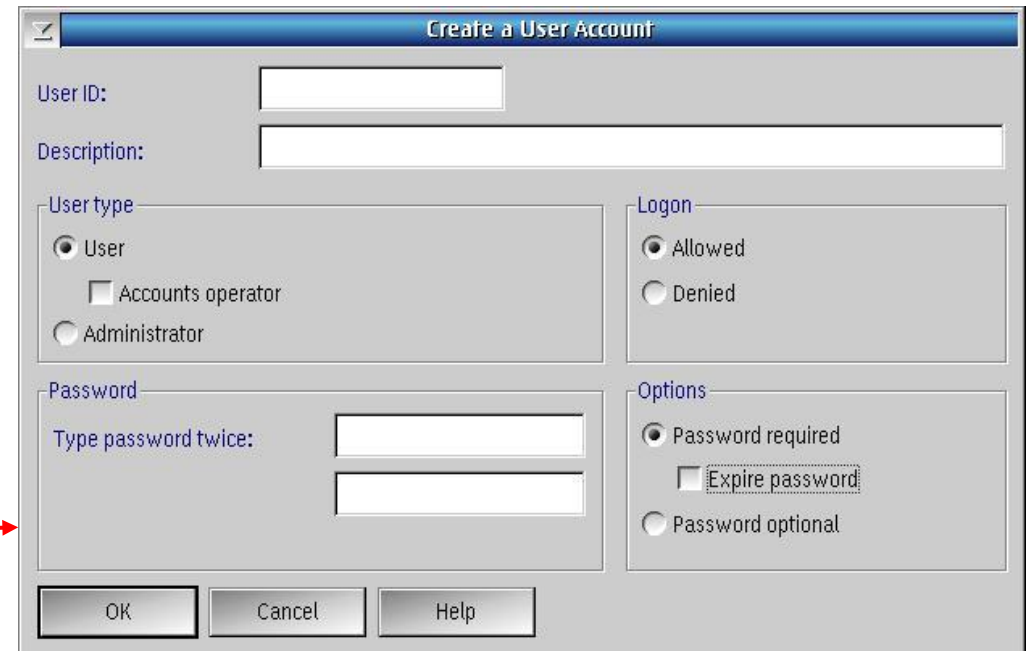 Create a User Account
User ID:
Description:
User type
User
Accounts operator
Administrator
Logon
Allowed
Denied
Password
Type password twice:
Options
Password required
Expire password
Password optional
OK Cancel Help